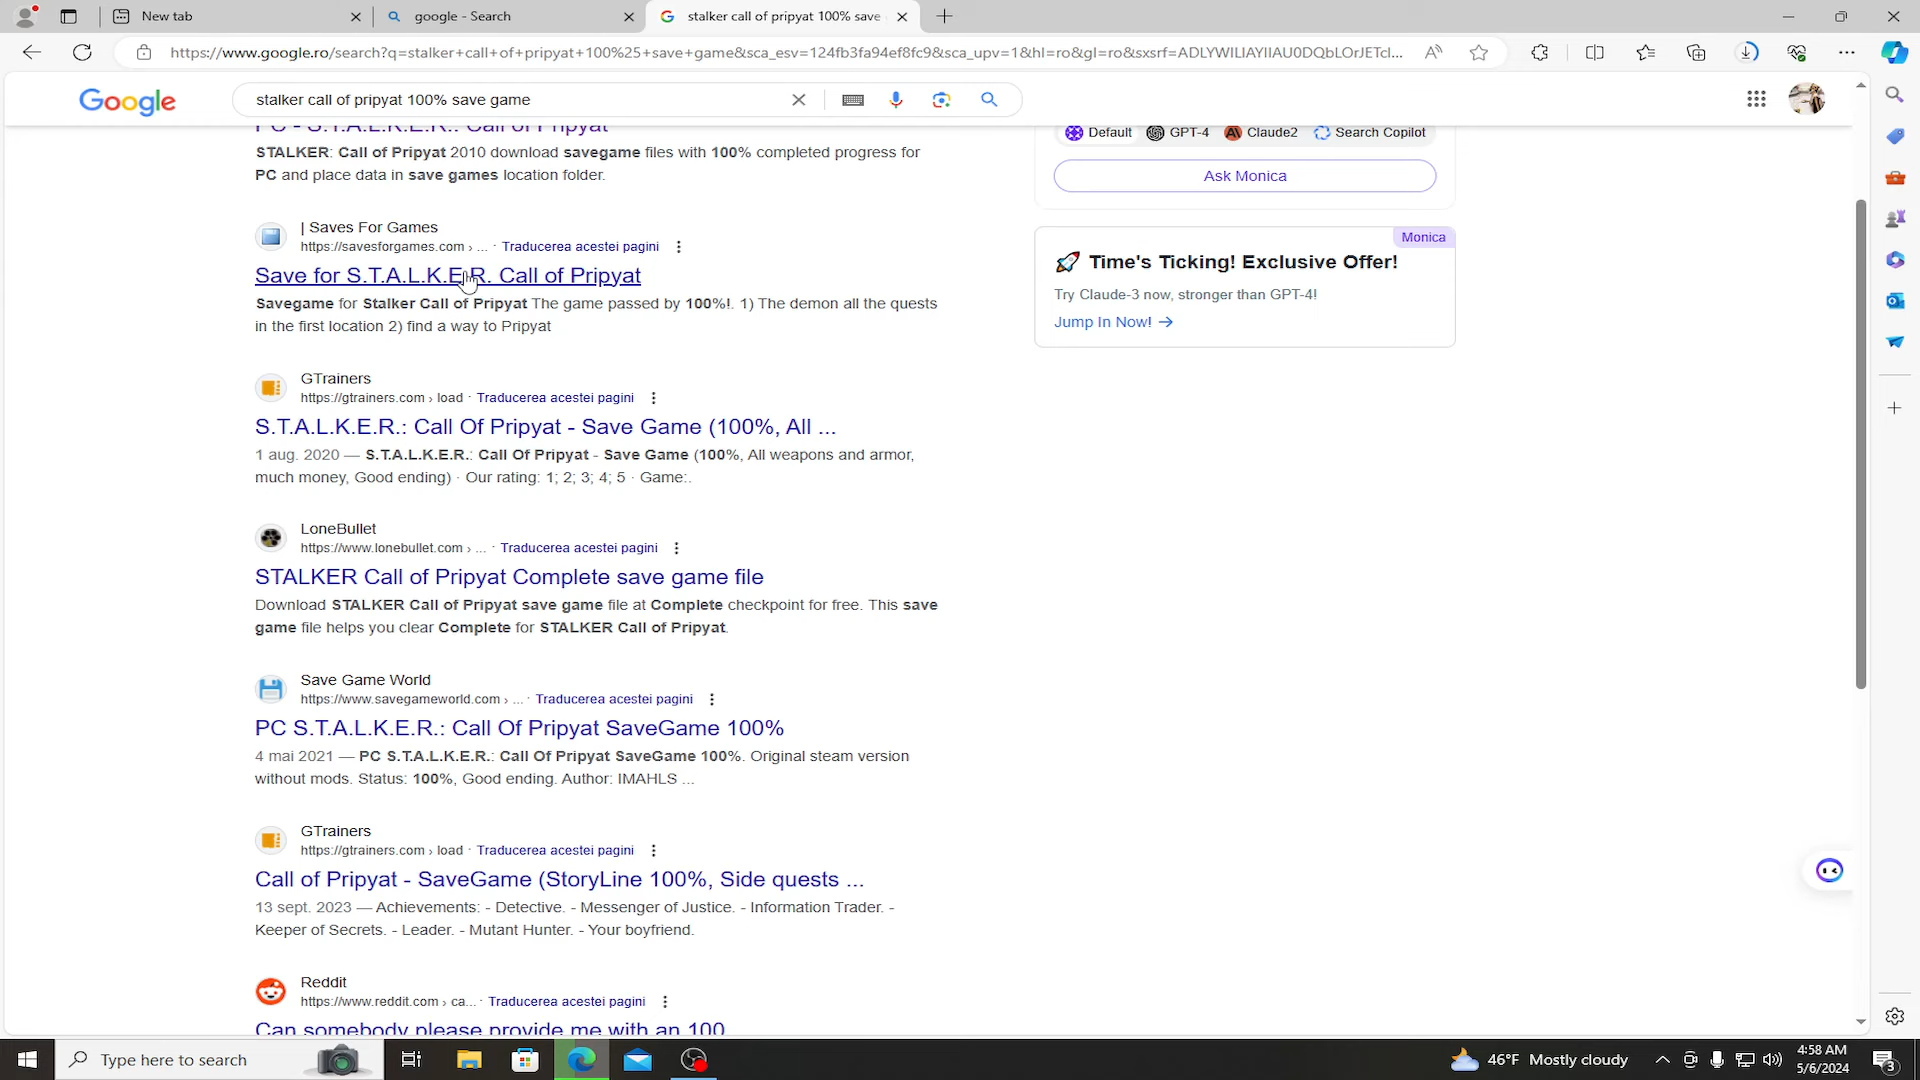 New tab
google - Search
stalker call of pripyat 100% save
https://www.google.ro/search?q=stalker+call+of+pripyat+100%25+save+game&sca_esv=124fb3fa94ef8fc9&sca_upv=1&hl=ro&gl=ro&sxsrf=ADLYWILIAYIIAU0DQbLOrJETcl...
Google
stalker call of pripyat 100% save game
PC - S.T.A.L.K.E.R.: Call of Pripyat
STALKER: Call of Pripyat 2010 download savegame files with 100% completed progress for
PC and place data in save games location folder.
| Saves For Games
https://savesforgames.com › ... · Traducerea acestei pagini
Save for S.T.A.L.K.E.R. Call of Pripyat
Savegame for Stalker Call of Pripyat The game passed by 100%!. 1) The demon all the quests
in the first location 2) find a way to Pripyat
GTrainers
https://gtrainers.com › load · Traducerea acestei pagini
S.T.A.L.K.E.R.: Call Of Pripyat - Save Game (100%, All ...
1 aug. 2020 — S.T.A.L.K.E.R.: Call Of Pripyat - Save Game (100%, All weapons and armor,
much money, Good ending) · Our rating: 1; 2; 3; 4; 5 · Game:.
LoneBullet
https://www.lonebullet.com › ... · Traducerea acestei pagini
STALKER Call of Pripyat Complete save game file
Download STALKER Call of Pripyat save game file at Complete checkpoint for free. This save
game file helps you clear Complete for STALKER Call of Pripyat.
Save Game World
https://www.savegameworld.com › ... · Traducerea acestei pagini
PC S.T.A.L.K.E.R.: Call Of Pripyat SaveGame 100%
4 mai 2021 — PC S.T.A.L.K.E.R.: Call Of Pripyat SaveGame 100%. Original steam version
without mods. Status: 100%, Good ending. Author: IMAHLS ...
GTrainers
https://gtrainers.com › load · Traducerea acestei pagini
Call of Pripyat - SaveGame (StoryLine 100%, Side quests ...
13 sept. 2023 — Achievements: - Detective. - Messenger of Justice. - Information Trader. -
Keeper of Secrets. - Leader. - Mutant Hunter. - Your boyfriend.
Reddit
https://www.reddit.com › ca... · Traducerea acestei pagini
Can somebody please provide me with an 100
Default GPT-4 Claude2 Search Copilot
Ask Monica
Monica
🚀 Time's Ticking! Exclusive Offer!
Try Claude-3 now, stronger than GPT-4!
Jump In Now! →
Type here to search
46°F Mostly cloudy
4:58 AM
5/6/2024
3